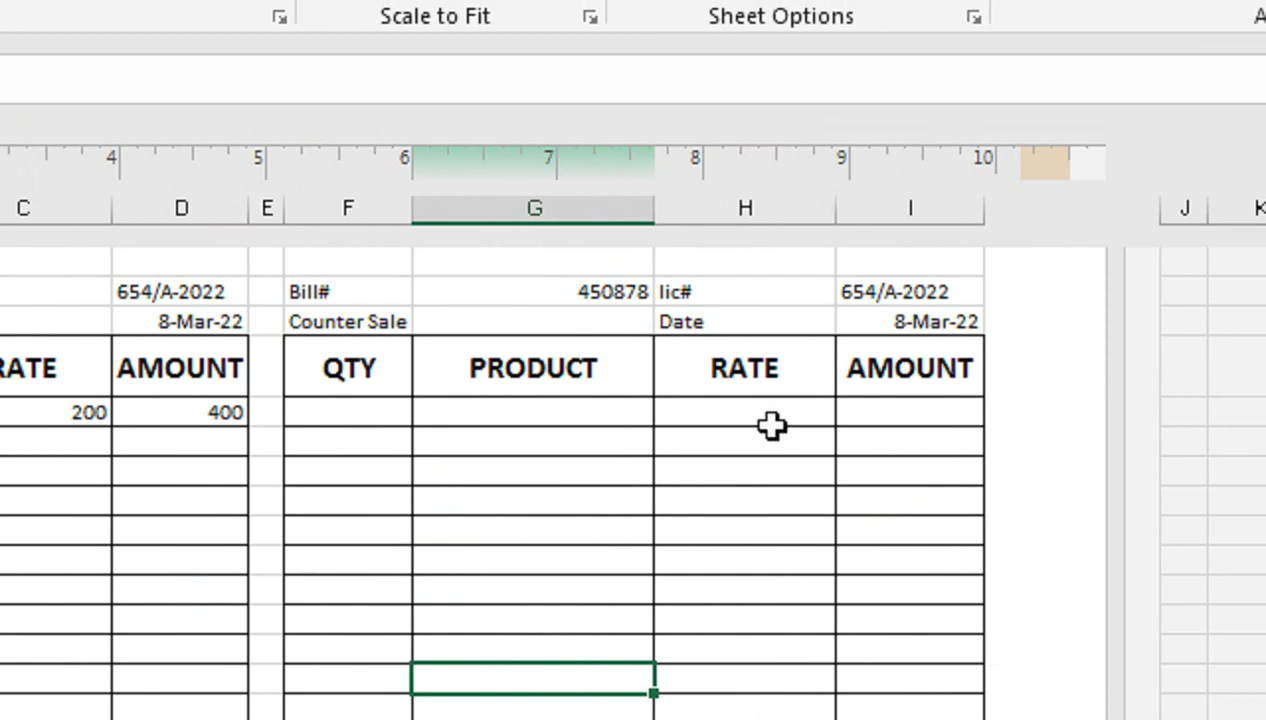 Scale to Fit Sheet Options A
4 5 6 7 8 9 10
C D E F G H I J K
654/A-2022 Bill# 450878 lic# 654/A-2022
8-Mar-22 Counter Sale Date 8-Mar-22
RATE AMOUNT QTY PRODUCT RATE AMOUNT
200 400